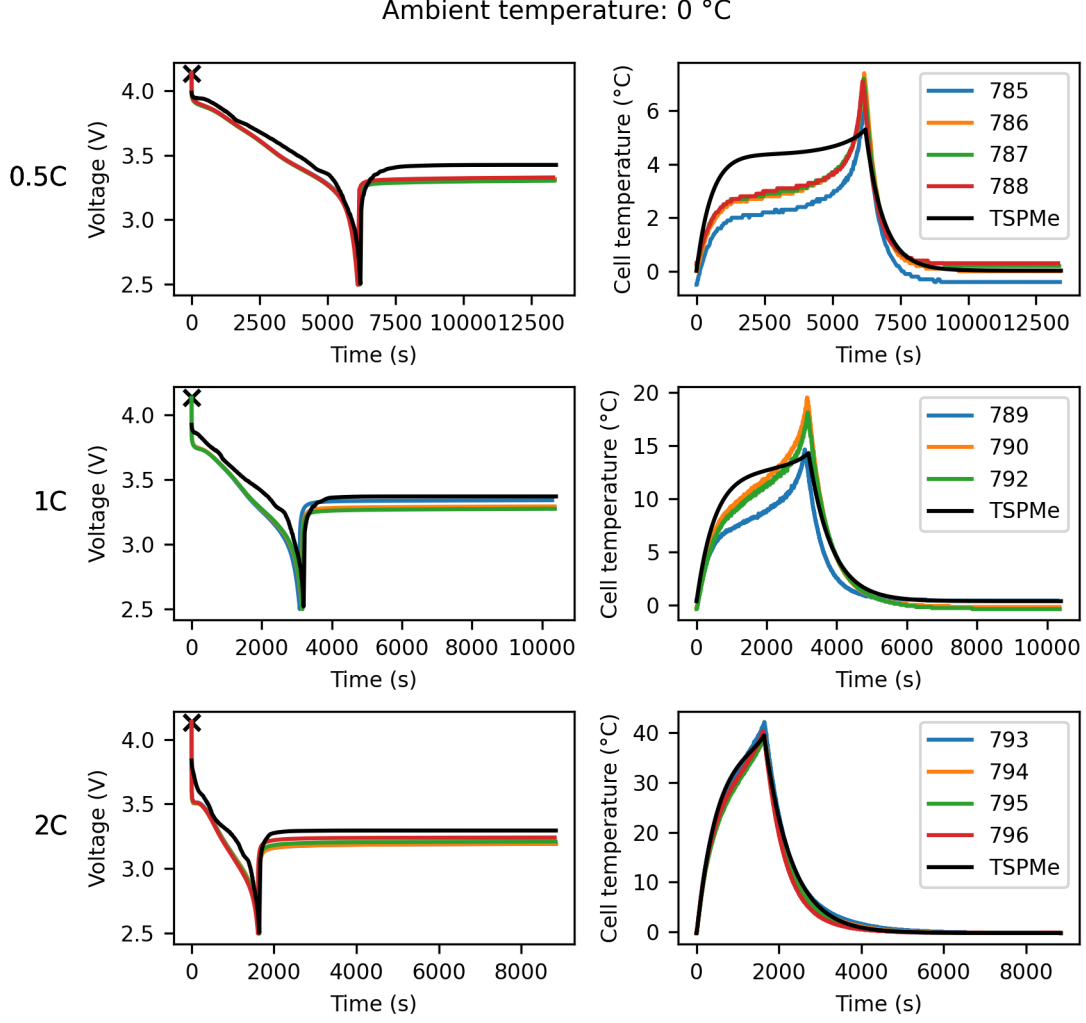 Ambient temperature: 0 °C
0.5C
Voltage (V)
4.0
3.5
3.0
2.5
0 2500 5000 7500 10000 12500
Time (s)
Cell temperature (°C)
6
4
2
0
0 2500 5000 7500 10000 12500
Time (s)
785
786
787
788
TSPMe
1C
Voltage (V)
4.0
3.5
3.0
2.5
0 2000 4000 6000 8000 10000
Time (s)
Cell temperature (°C)
20
15
10
5
0
0 2000 4000 6000 8000 10000
Time (s)
789
790
792
TSPMe
2C
Voltage (V)
4.0
3.5
3.0
2.5
0 2000 4000 6000 8000
Time (s)
Cell temperature (°C)
40
30
20
10
0
0 2000 4000 6000 8000
Time (s)
793
794
795
796
TSPMe